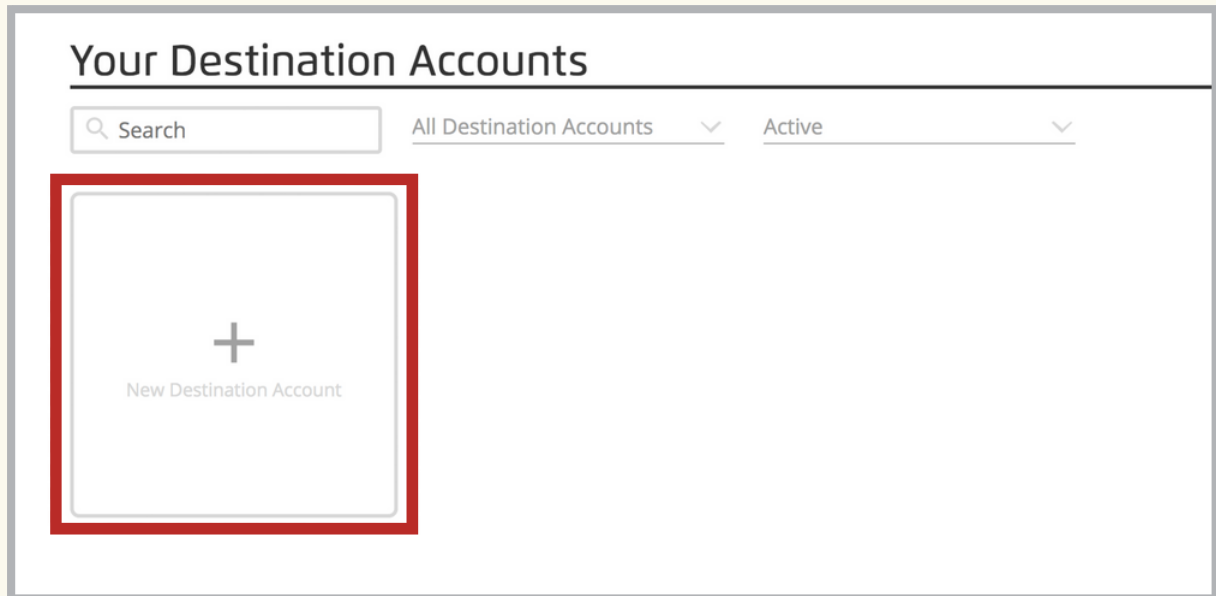 Your Destination Accounts
Search
All Destination Accounts
Active
New Destination Account